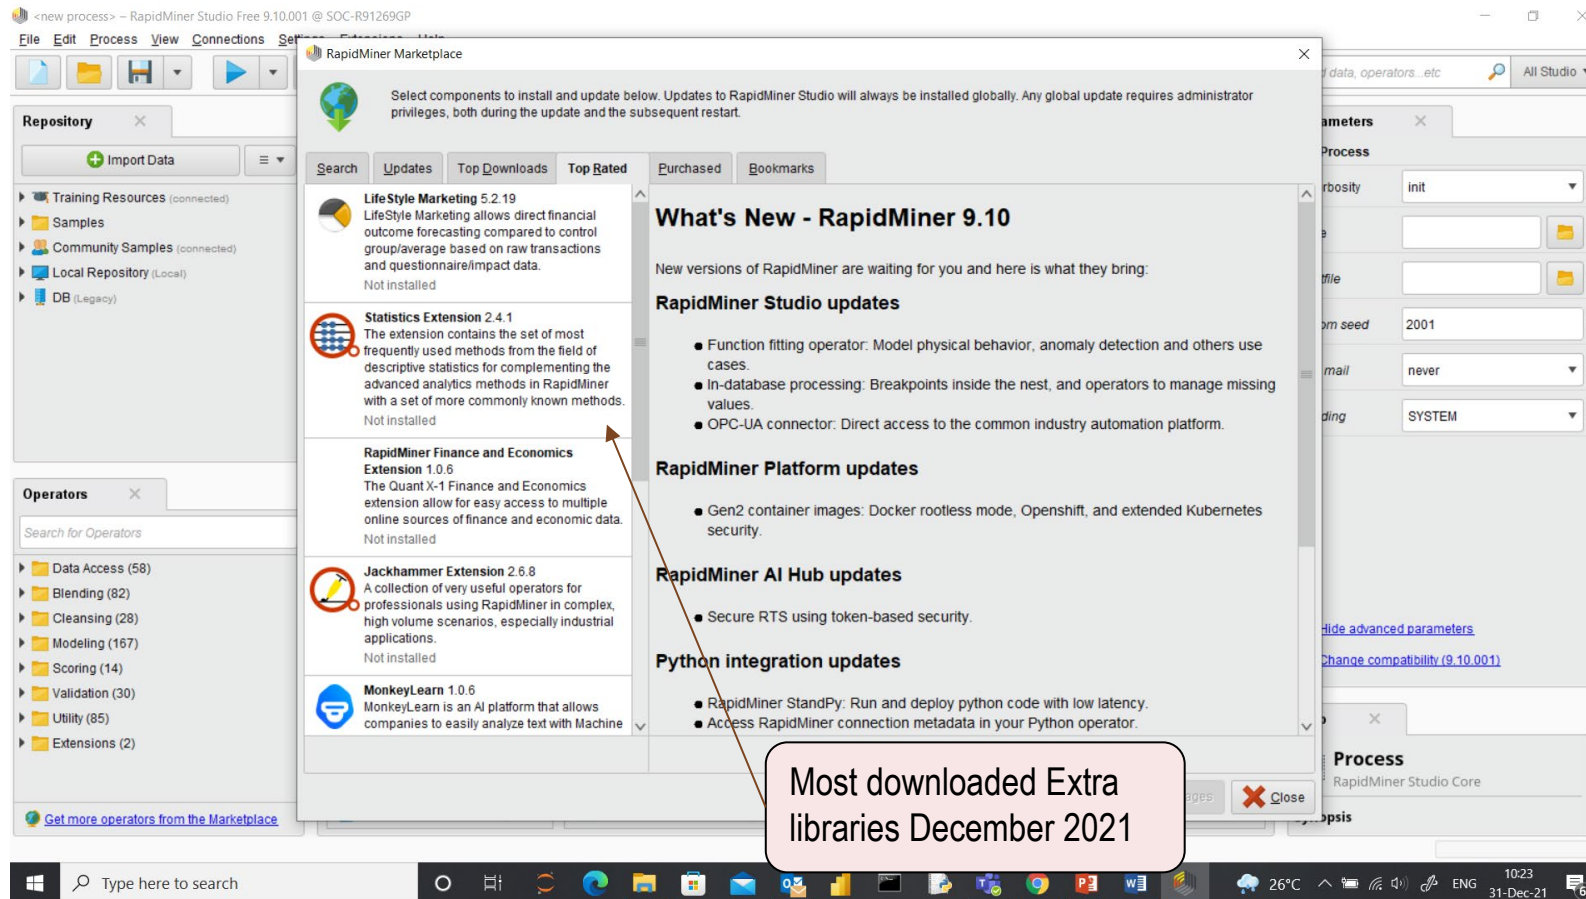 <new process> – RapidMiner Studio Free 9.10.001 @ SOC-R91269GP
File Edit Process View Connections
All Studio
Repository
Import Data
Training Resources (connected)
Samples
Community Samples (connected)
Local Repository (Local)
DB (Legacy)
Operators
Search for Operators
Data Access (58)
Blending (82)
Cleansing (28)
Modeling (167)
Scoring (14)
Validation (30)
Utility (85)
Extensions (2)
Get more operators from the Marketplace
RapidMiner Marketplace
Select components to install and update below. Updates to RapidMiner Studio will always be installed globally. Any global update requires administrator
privileges, both during the update and the subsequent restart.
Search Updates Top Downloads Top Rated Purchased Bookmarks
LifeStyle Marketing 5.2.19
LifeStyle Marketing allows direct financial
outcome forecasting compared to control
group/average based on raw transactions
and questionnaire/impact data.
Not installed
Statistics Extension 2.4.1
The extension contains the set of most
frequently used methods from the field of
descriptive statistics for complementing the
advanced analytics methods in RapidMiner
with a set of more commonly known methods.
Not installed
RapidMiner Finance and Economics
Extension 1.0.6
The Quant X-1 Finance and Economics
extension allow for easy access to multiple
online sources of finance and economic data.
Not installed
Jackhammer Extension 2.6.8
A collection of very useful operators for
professionals using RapidMiner in complex,
high volume scenarios, especially industrial
applications.
Not installed
MonkeyLearn 1.0.6
MonkeyLearn is an AI platform that allows
companies to easily analyze text with Machine
What's New - RapidMiner 9.10
New versions of RapidMiner are waiting for you and here is what they bring:
RapidMiner Studio updates
Function fitting operator: Model physical behavior, anomaly detection and others use
cases.
In-database processing: Breakpoints inside the nest, and operators to manage missing
values.
OPC-UA connector: Direct access to the common industry automation platform.
RapidMiner Platform updates
Gen2 container images: Docker rootless mode, Openshift, and extended Kubernetes
security.
RapidMiner AI Hub updates
Secure RTS using token-based security.
Python integration updates
RapidMiner StandPy: Run and deploy python code with low latency.
Access RapidMiner connection metadata in your Python operator.
Close
Most downloaded Extra
libraries December 2021
data, operators...etc
ameters
Process
rbosity init
file
om seed 2001
mail never
ding SYSTEM
Hide advanced parameters
Change compatibility (9.10.001)
Process
RapidMiner Studio Core
opsis
Type here to search
26°C ENG 10:23
31-Dec-21
6